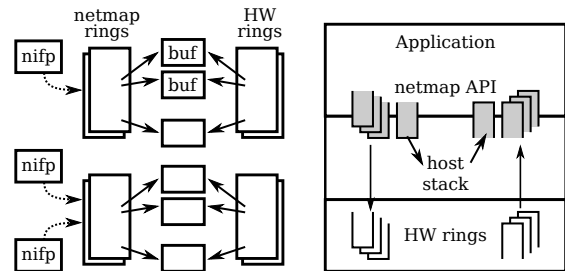 netmap
rings
HW
rings
nifp
buf
buf
nifp
nifp
Application
netmap API
host
stack
HW rings